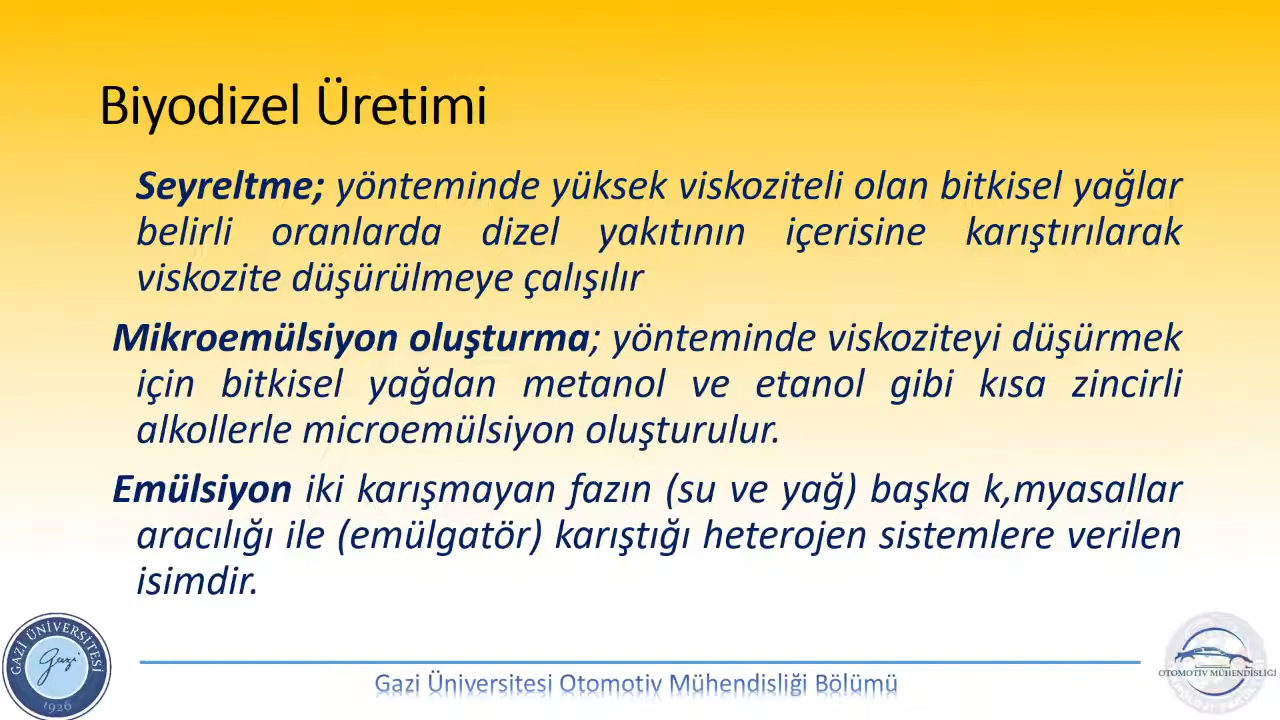 Biyodizel Üretimi
Seyreltme; yönteminde yüksek viskoziteli olan bitkisel yağlar
belirli oranlarda dizel yakıtının içerisine karıştırılarak
viskozite düşürülmeye çalışılır
Mikroemülsiyon oluşturma; yönteminde viskoziteyi düşürmek
için bitkisel yağdan metanol ve etanol gibi kısa zincirli
alkollerle microemülsiyon oluşturulur.
Emülsiyon iki karışmayan fazın (su ve yağ) başka k,myasallar
aracılığı ile (emülgatör) karıştığı heterojen sistemlere verilen
isimdir.
GAZİ ÜNİVERSİTESİ
Gazi
1926
Gazi Üniversitesi Otomotiv Mühendisliği Bölümü
OTOMOTİV MÜHENDİSLİĞİ